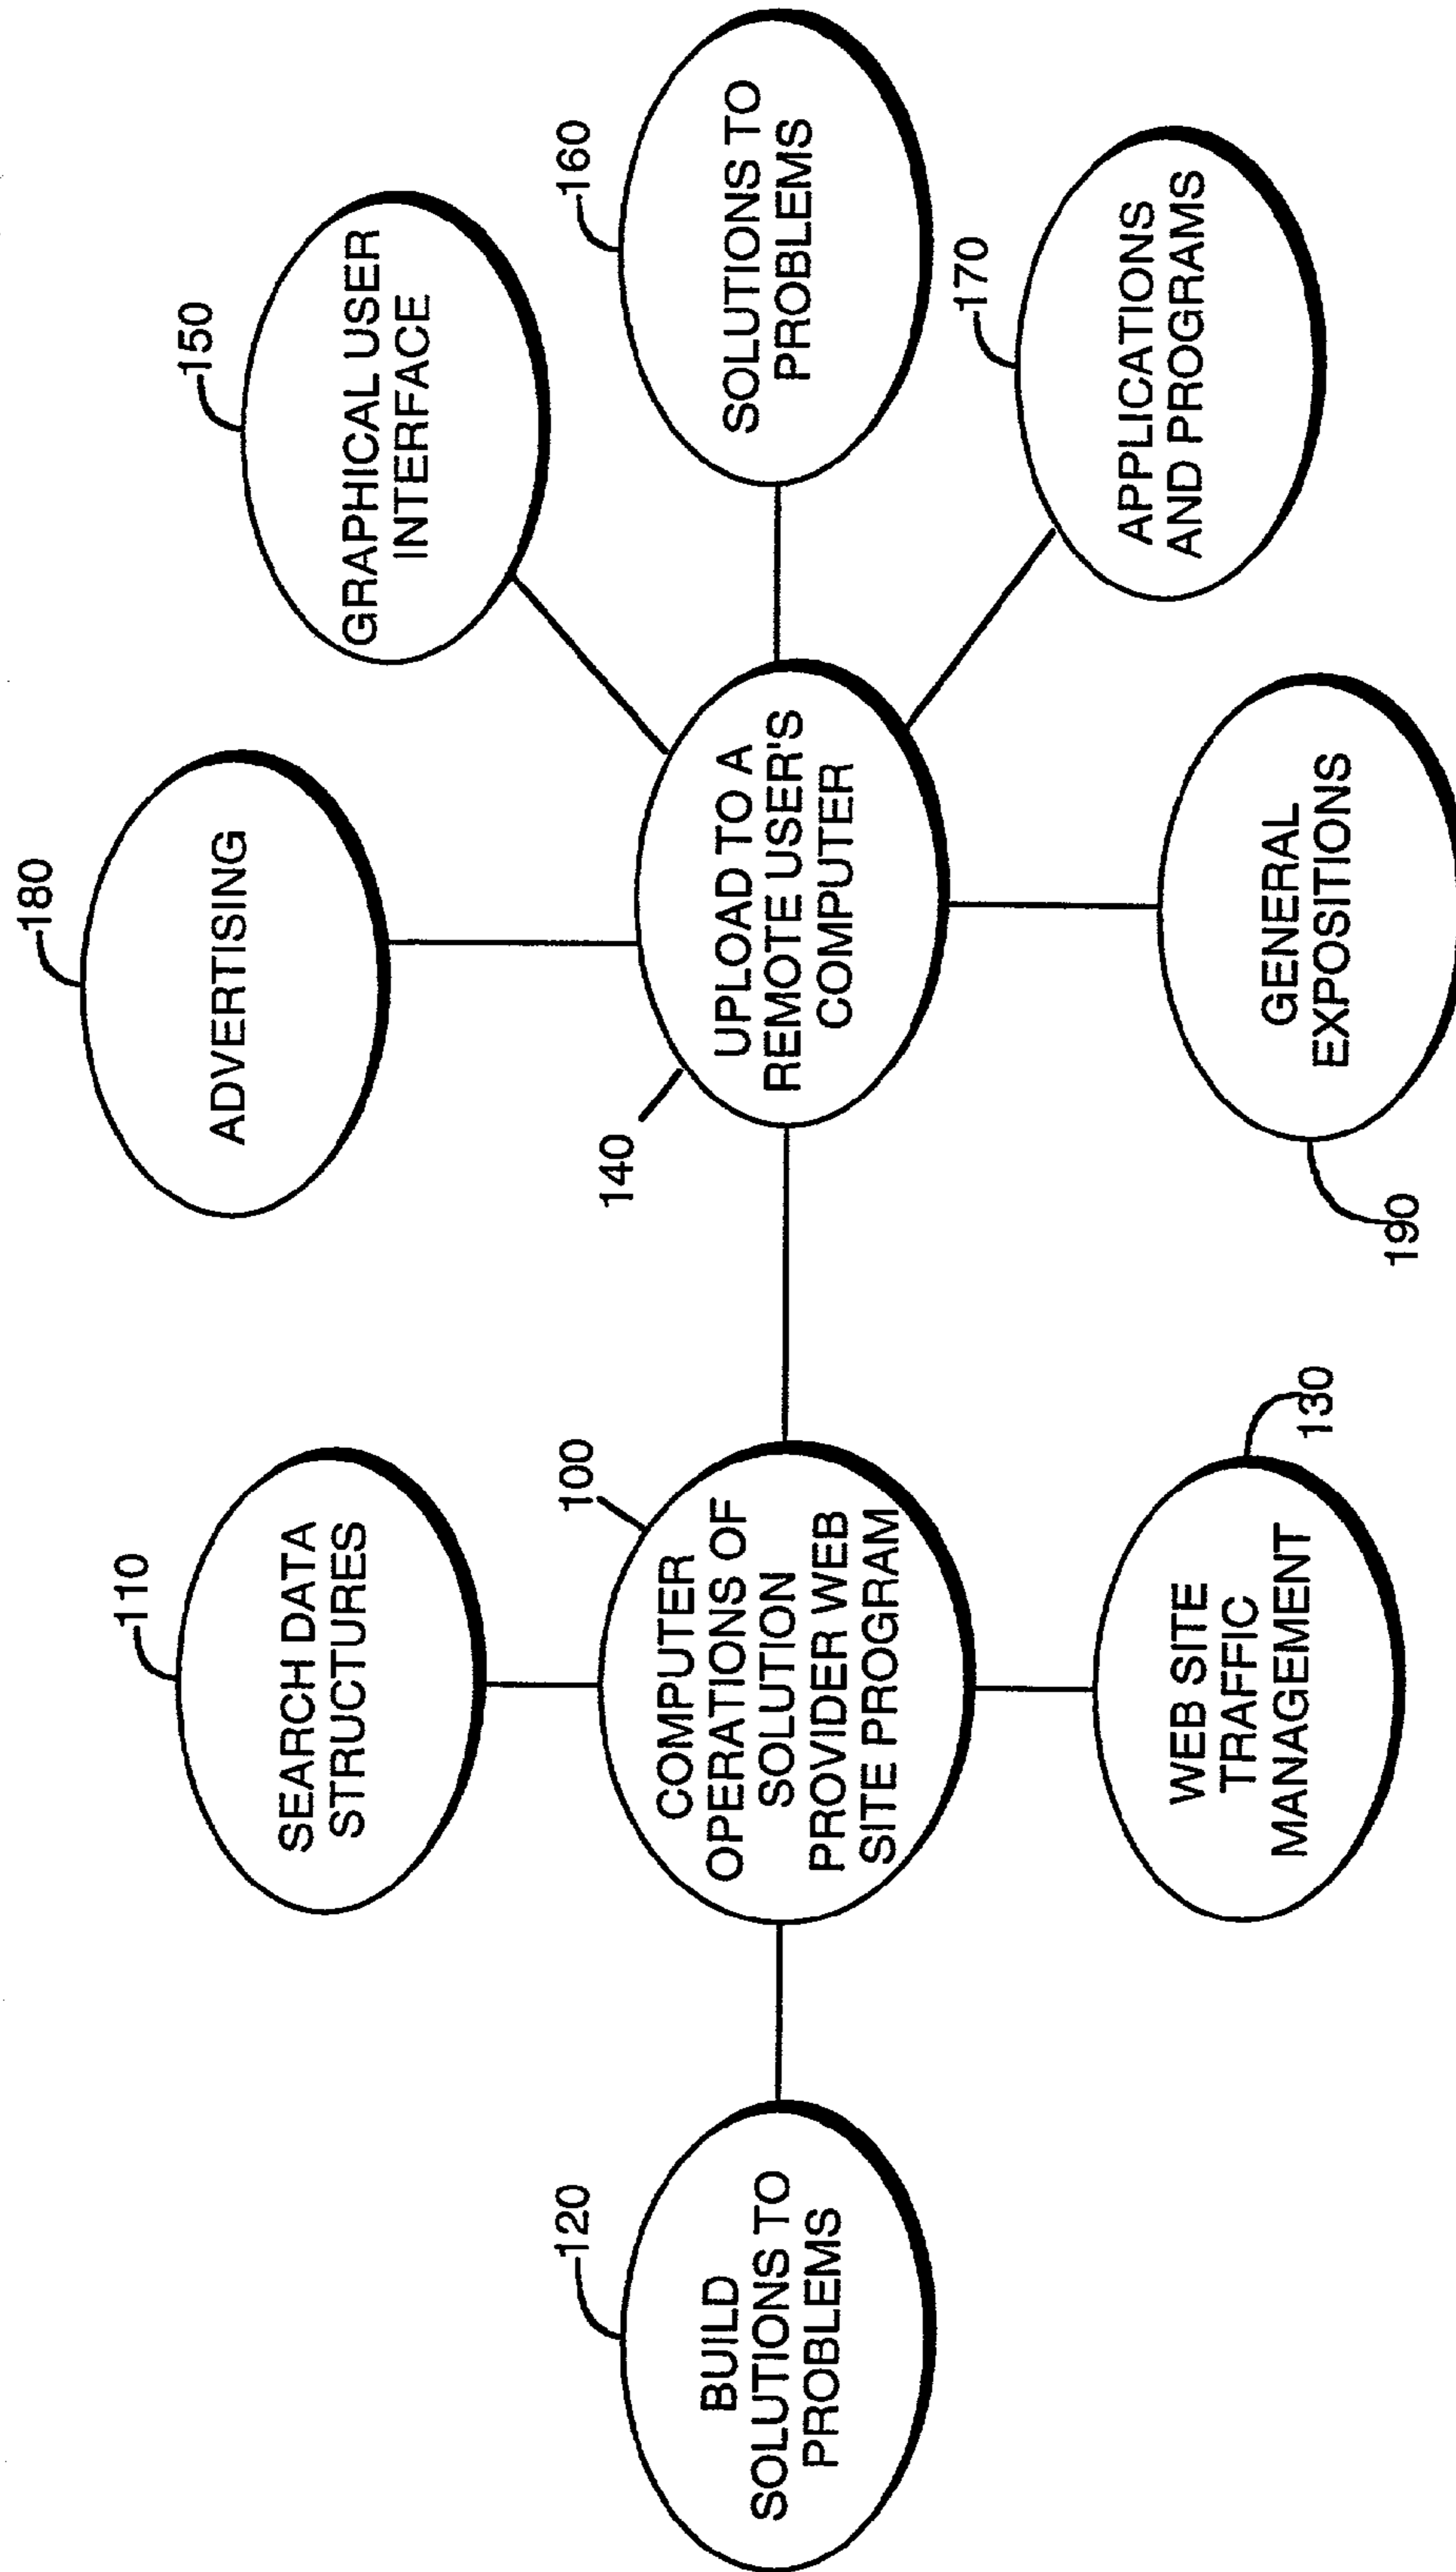 180
ADVERTISING
150
GRAPHICAL USER
INTERFACE
110
SEARCH DATA
STRUCTURES
120
BUILD
SOLUTIONS TO
PROBLEMS
100
COMPUTER
OPERATIONS OF
SOLUTION
PROVIDER WEB
SITE PROGRAM
140
UPLOAD TO A
REMOTE USER'S
COMPUTER
160
SOLUTIONS TO
PROBLEMS
170
APPLICATIONS
AND PROGRAMS
130
WEB SITE
TRAFFIC
MANAGEMENT
190
GENERAL
EXPOSITIONS